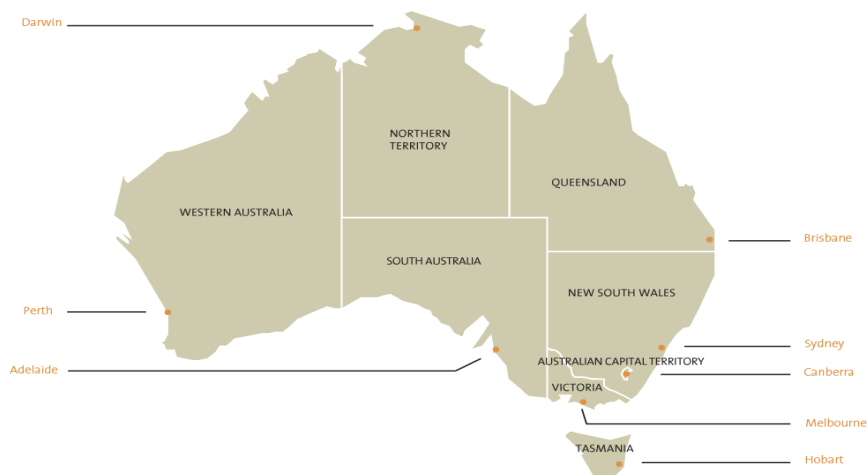 Darwin
NORTHERN
TERRITORY
QUEENSLAND
WESTERN AUSTRALIA
Brisbane
SOUTH AUSTRALIA
NEW SOUTH WALES
Perth
Sydney
AUSTRALIAN CAPITAL TERRITORY
Adelaide
Canberra
VICTORIA
Melbourne
TASMANIA
Hobart